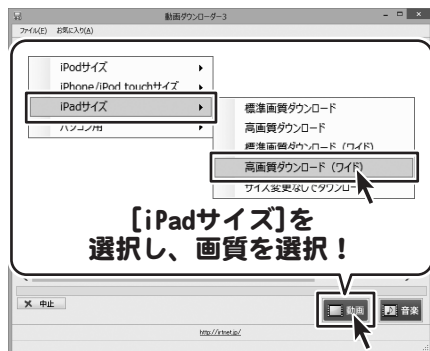 動画ダウンローダー3
ファイル(E) お気に入り(A)
iPodサイズ
iPhone/iPod touchサイズ
iPadサイズ
パソコン用
標準画質ダウンロード
高画質ダウンロード
標準画質ダウンロード（ワイド）
高画質ダウンロード（ワイド）
サイズ変更なしでダウンロード
[iPadサイズ]を
選択し、画質を選択！
中止
動画
音楽
http://irtnet.jp/